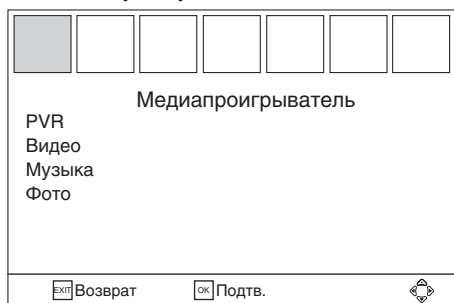 Медиапроигрыватель
PVR
Видео
Музыка
Фото
EXIT Возврат OK Подтв.